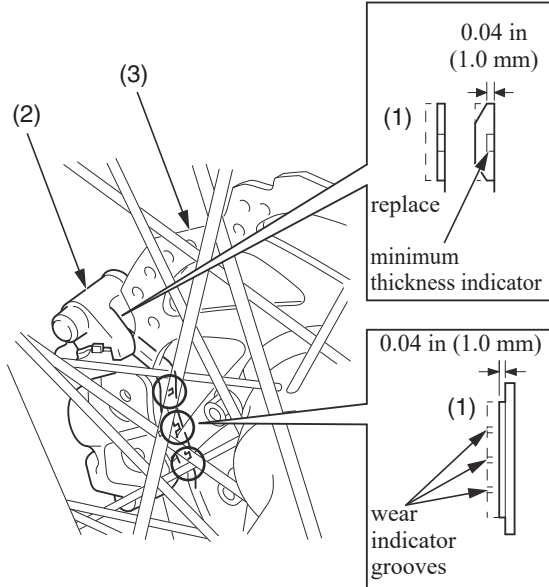 (3)
(2)
0.04 in
(1.0 mm)
(1)
replace
minimum
thickness indicator
0.04 in (1.0 mm)
(1)
wear
indicator
grooves